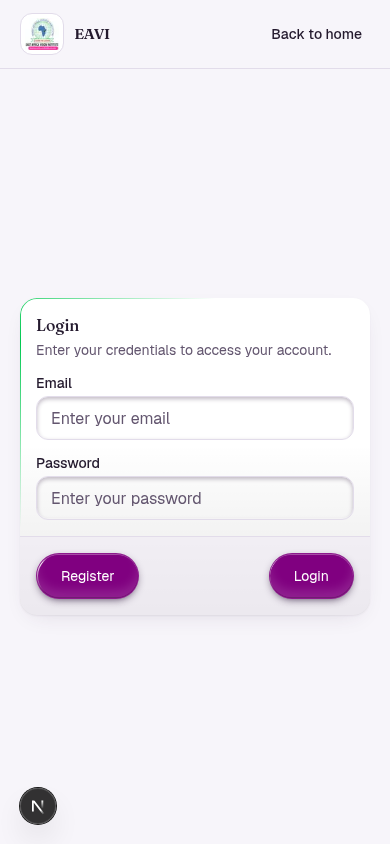 EAVI
Back to home
Login
Enter your credentials to access your account.
Email
Enter your email
Password
Enter your password
Register
Login
N